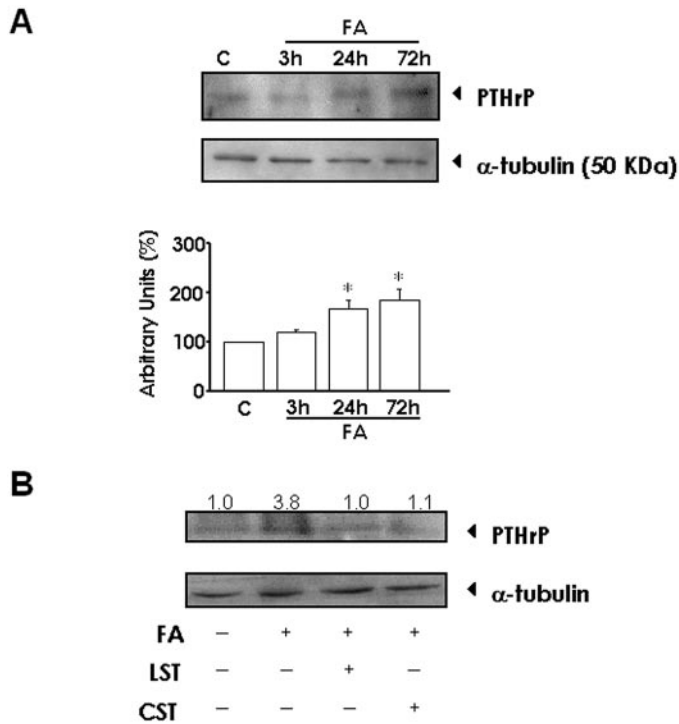 A
FA
C 3h 24h 72h
PTHrP
α-tubulin (50 KDa)
Arbitrary Units (%)
300
200
100
0
* *
C 3h 24h 72h
FA
B
1.0 3.8 1.0 1.1
PTHrP
α-tubulin
FA – + + +
LST – – + –
CST – – – +